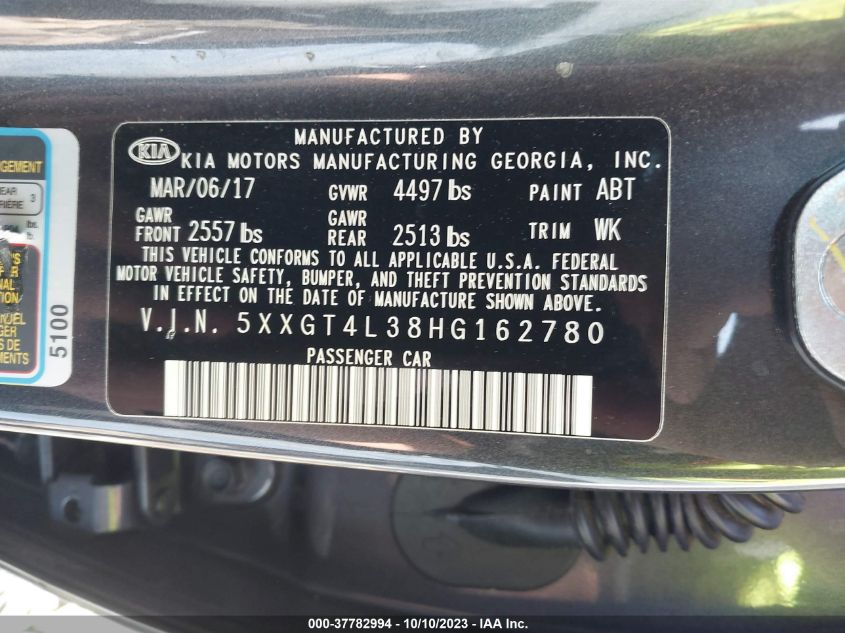 MANUFACTURED BY
KIA KIA MOTORS MANUFACTURING GEORGIA, INC.
MAR/06/17 GVWR 4497 lbs PAINT ABT
GAWR FRONT 2557 lbs GAWR REAR 2513 lbs TRIM WK
THIS VEHICLE CONFORMS TO ALL APPLICABLE U.S.A. FEDERAL
MOTOR VEHICLE SAFETY, BUMPER, AND THEFT PREVENTION STANDARDS
IN EFFECT ON THE DATE OF MANUFACTURE SHOWN ABOVE.
V.I.N. 5XXGT4L38HG162780
PASSENGER CAR
3
lbs.
5100
000-37782994 - 10/10/2023 - IAA Inc.